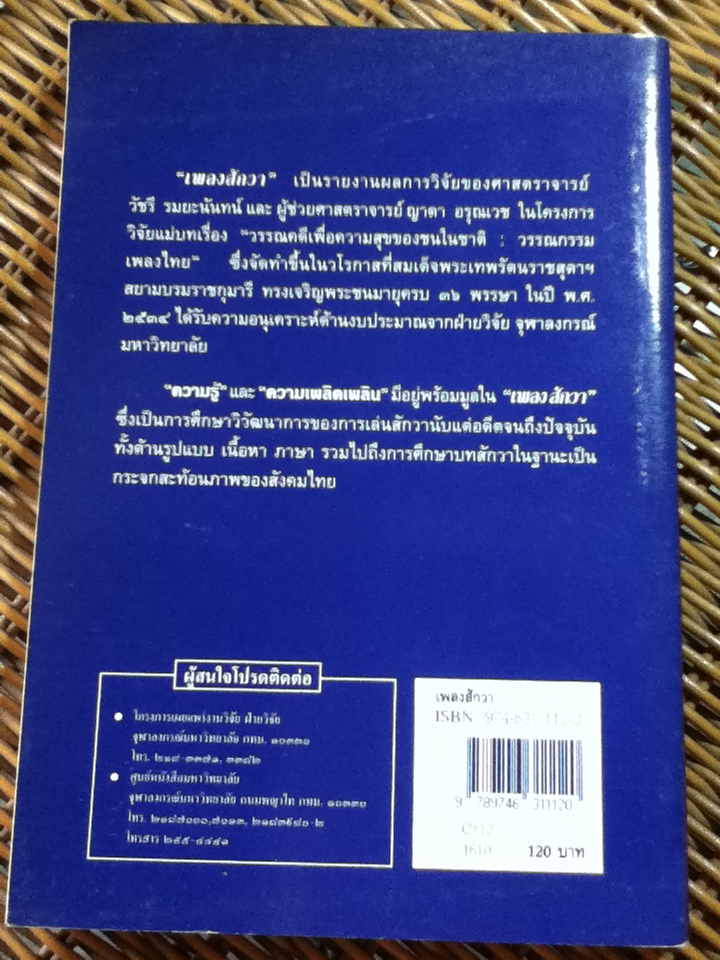 “เพลงสักวา” เป็นรายงานผลการวิจัยของศาสตราจารย์
วัชรี รมยะนันทน์ และ ผู้ช่วยศาสตราจารย์ ญาดา อรุณเวช ในโครงการ
วิจัยแม่บทเรื่อง “วรรณคดีเพื่อความสุขของชนในชาติ : วรรณกรรม
เพลงไทย” ซึ่งจัดทำขึ้นในวโรกาสที่สมเด็จพระเทพรัตนราชสุดาฯ
สยามบรมราชกุมารี ทรงเจริญพระชนมายุครบ ๓๖ พรรษา ในปี พ.ศ.
๒๕๓๔ ได้รับความอนุเคราะห์ด้านงบประมาณจากฝ่ายวิจัย จุฬาลงกรณ์
มหาวิทยาลัย
“ความรู้” และ “ความเพลิดเพลิน” มีอยู่พร้อมมูลใน “เพลงสักวา”
ซึ่งเป็นการศึกษาวิวัฒนาการของการเล่นสักวานับแต่อดีตจนถึงปัจจุบัน
ทั้งด้านรูปแบบ เนื้อหา ภาษา รวมไปถึงการศึกษาบทสักวาในฐานะเป็น
กระจกสะท้อนภาพของสังคมไทย
ผู้สนใจโปรดติดต่อ
โครงการเผยแพร่งานวิจัย ฝ่ายวิจัย
จุฬาลงกรณ์มหาวิทยาลัย กทม. ๑๐๓๓๐
โทร.
ศูนย์หนังสือมหาวิทยาลัย
จุฬาลงกรณ์มหาวิทยาลัย ถนนพญาไท กทม. ๑๐๓๓๐
โทร.
โทรสาร ๒๕๕-๔๔๔๑
เพลงสักวา
ISBN 974-631-112-3
9 789746 311120
C112
1610 120 บาท